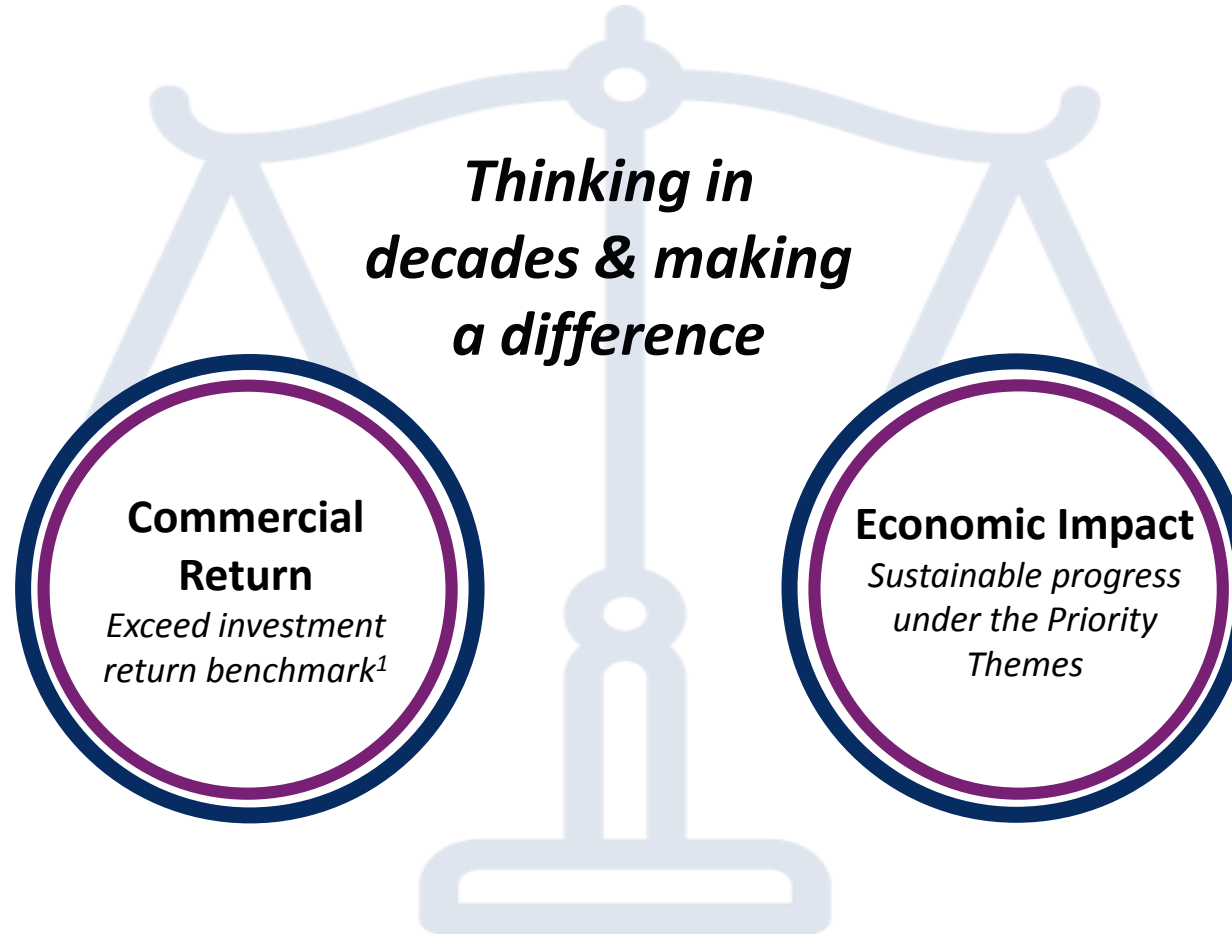 Thinking in
decades & making
a difference
Commercial
Return
Exceed investment
return benchmark¹
Economic Impact
Sustainable progress
under the Priority
Themes